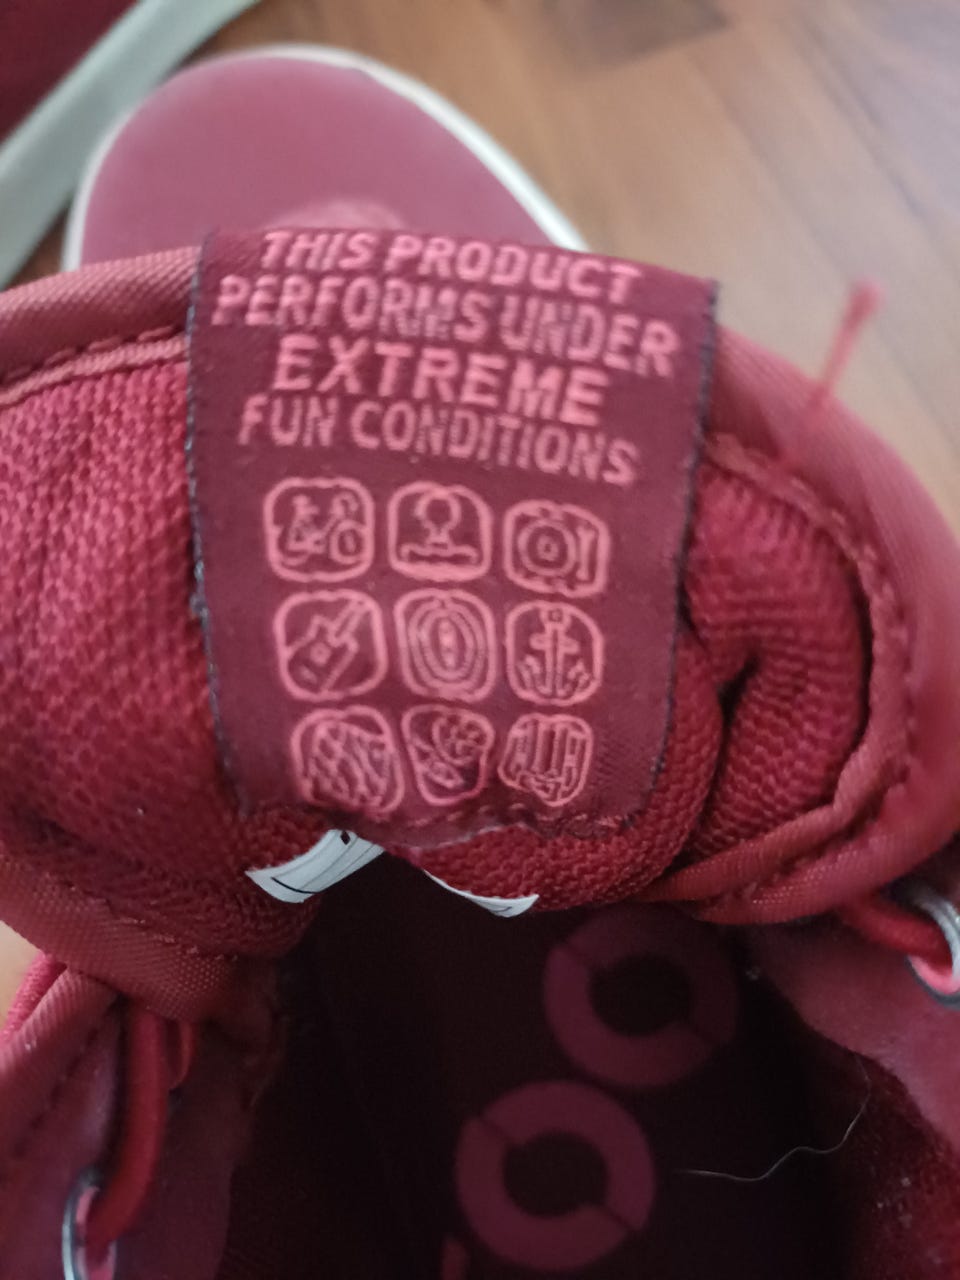 THIS PRODUCT
PERFORMS UNDER
EXTREME
FUN CONDITIONS